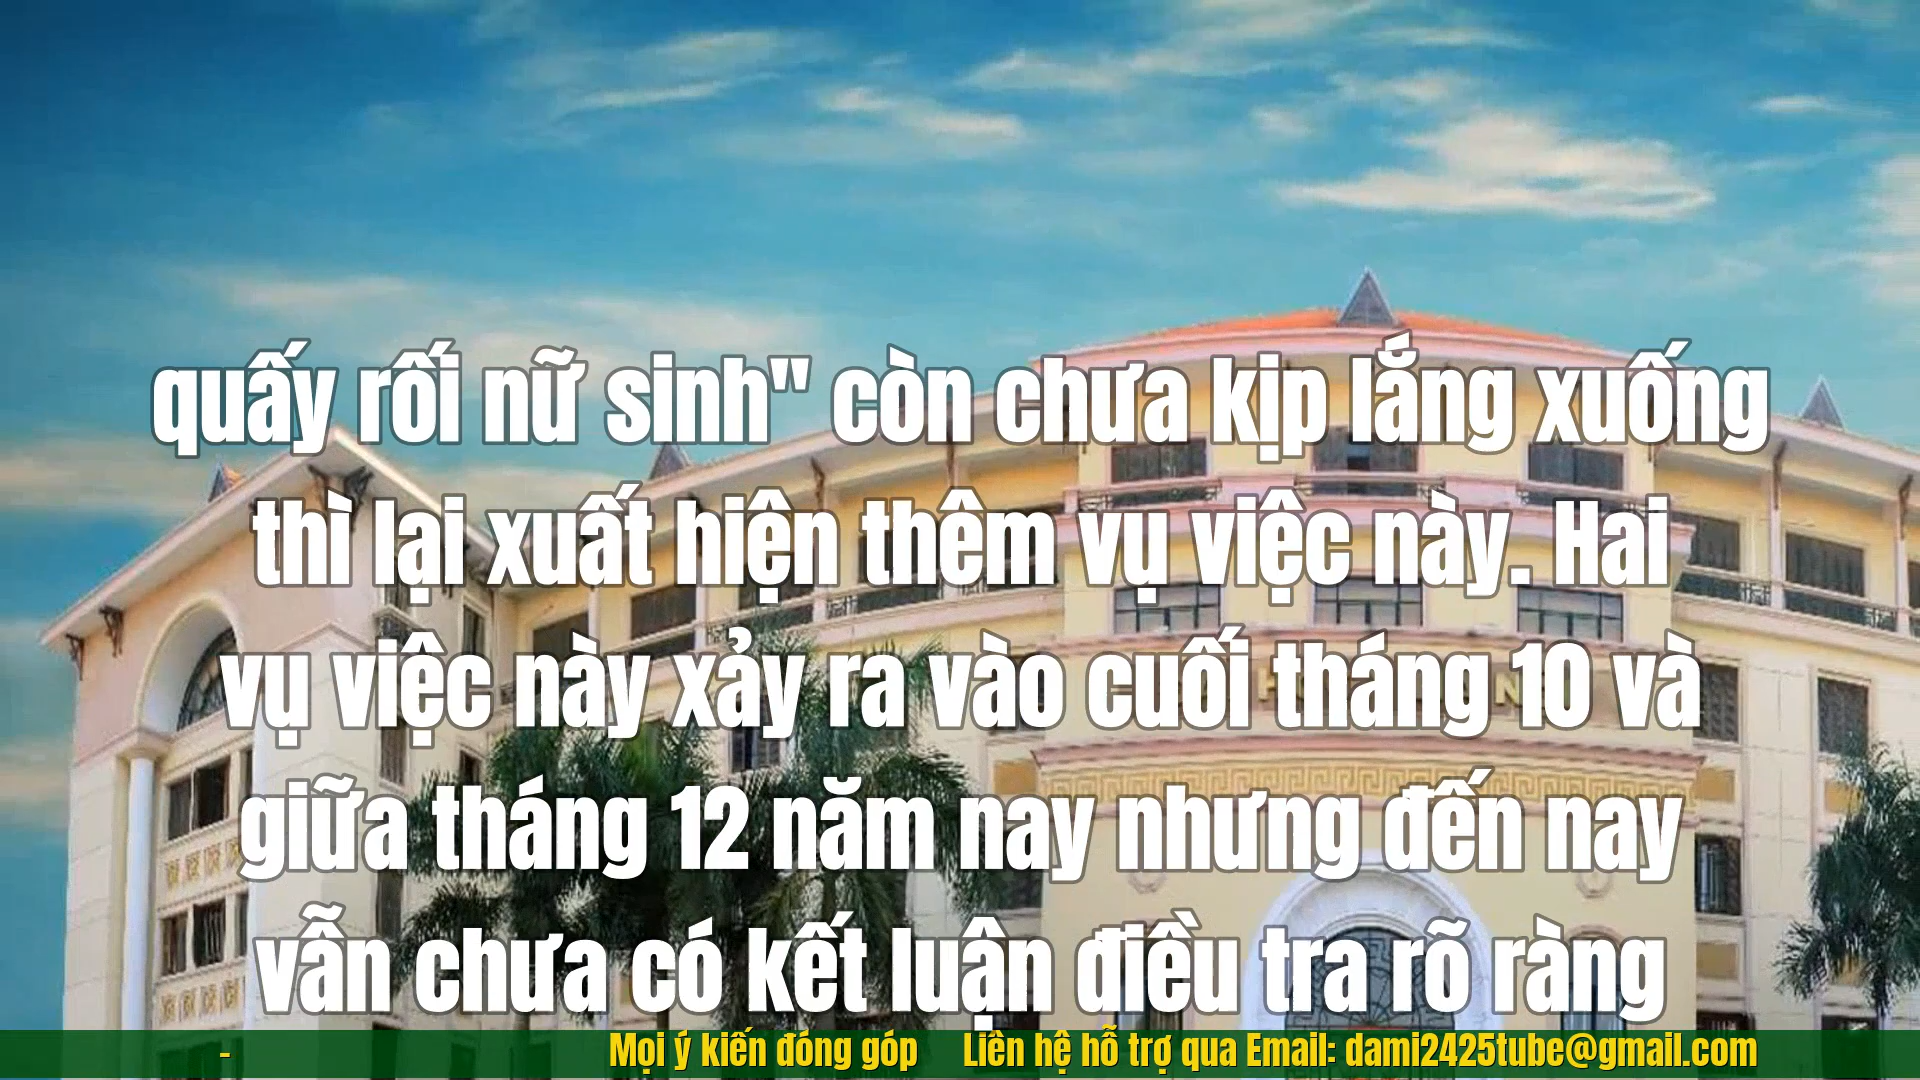 quấy rối nữ sinh" còn chưa kịp lắng xuống
thì lại xuất hiện thêm vụ việc này. Hai
vụ việc này xảy ra vào cuối tháng 10 và
giữa tháng 12 năm nay nhưng đến nay
vẫn chưa có kết luận điều tra rõ ràng
- Mọi ý kiến đóng góp Liên hệ hỗ trợ qua Email: dami2425tube@gmail.com